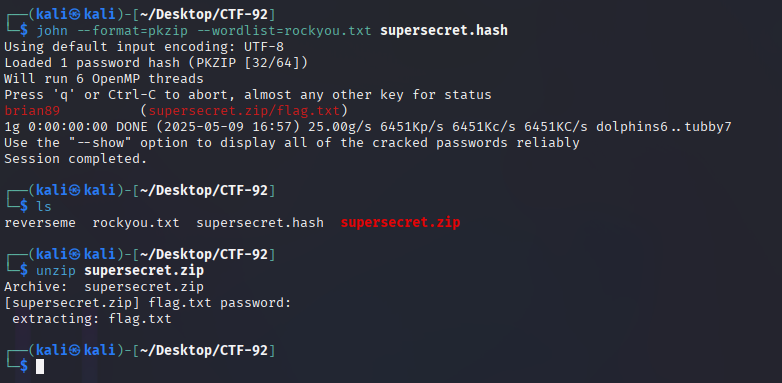 ┌──(kali㉿kali)-[~/Desktop/CTF-92]
└─$ john --format=pkzip --wordlist=rockyou.txt supersecret.hash
Using default input encoding: UTF-8
Loaded 1 password hash (PKZIP [32/64])
Will run 6 OpenMP threads
Press 'q' or Ctrl-C to abort, almost any other key for status
brian89          (supersecret.zip/flag.txt)
1g 0:00:00:00 DONE (2025-05-09 16:57) 25.00g/s 6451Kp/s 6451Kc/s 6451KC/s dolphins6..tubby7
Use the "--show" option to display all of the cracked passwords reliably
Session completed.
┌──(kali㉿kali)-[~/Desktop/CTF-92]
└─$ ls
reverseme  rockyou.txt  supersecret.hash  supersecret.zip
┌──(kali㉿kali)-[~/Desktop/CTF-92]
└─$ unzip supersecret.zip
Archive:  supersecret.zip
[supersecret.zip] flag.txt password:
 extracting: flag.txt
┌──(kali㉿kali)-[~/Desktop/CTF-92]
└─$